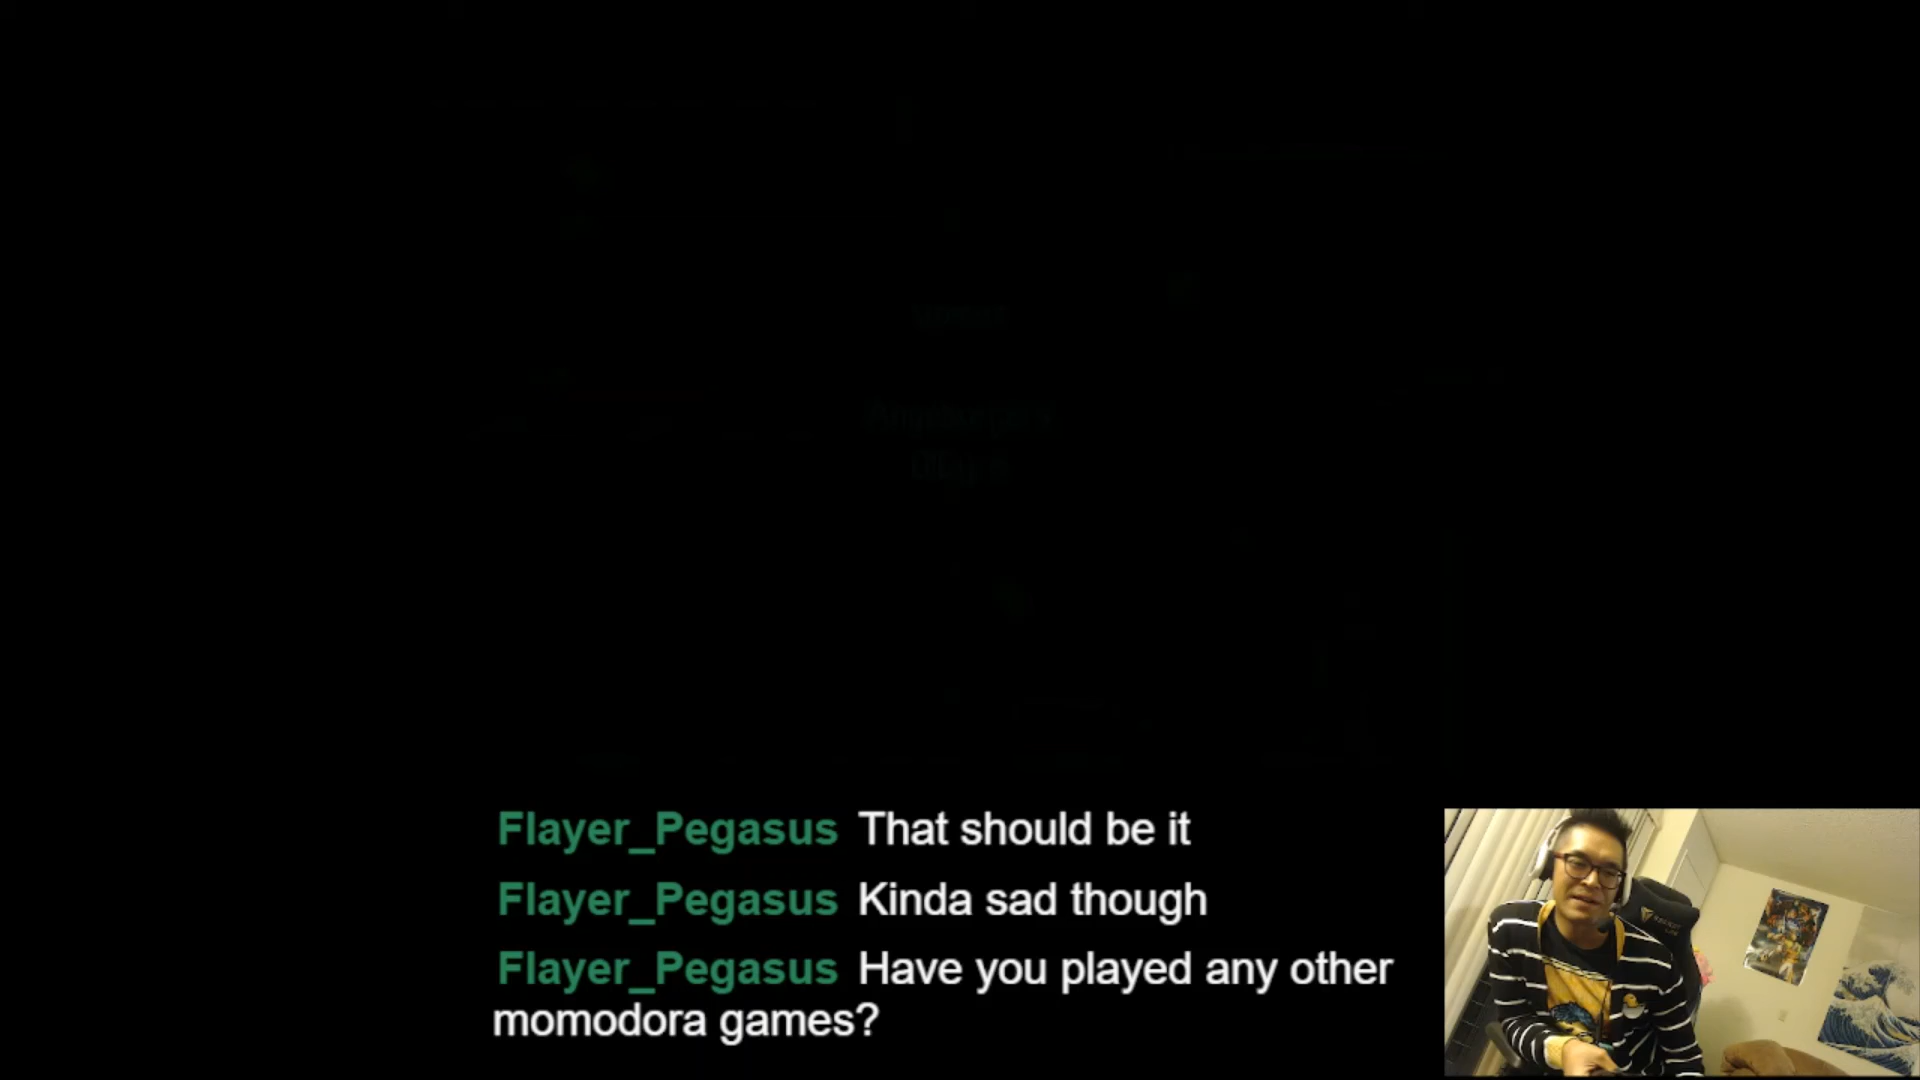 Flayer_Pegasus That should be it
Flayer_Pegasus Kinda sad though
Flayer_Pegasus Have you played any other
momodora games?